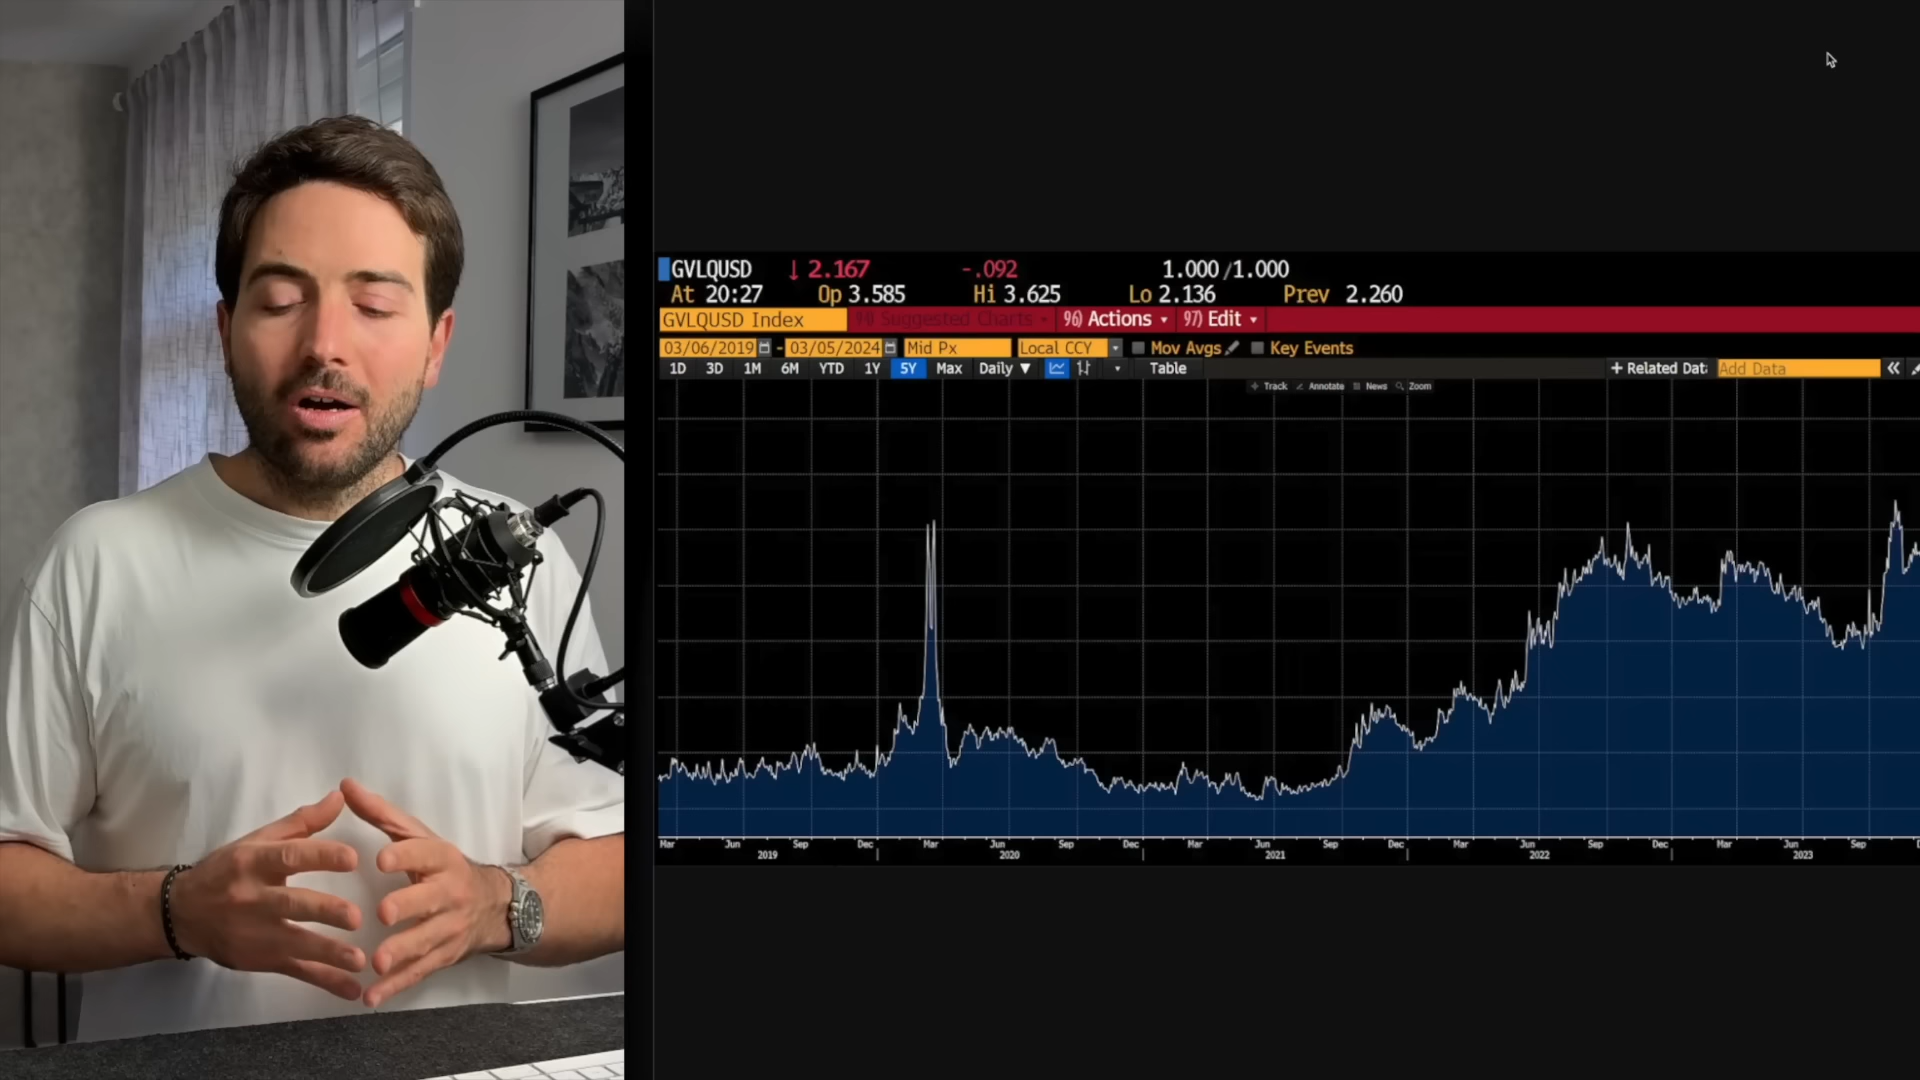 GVLQUSD ↓ 2.167 -.092 1.000 /1.000
At 20:27 Op 3.585 Hi 3.625 Lo 2.136 Prev 2.260
GVLQUSD Index 99) Suggested Charts 96) Actions 97) Edit
03/06/2019 - 03/05/2024 Mid Px Local CCY Mov Avgs Key Events
1D 3D 1M 6M YTD 1Y 5Y Max Daily ▼ Table + Related Dat Add Data «
Track Annotate News Zoom
Mar Jun Sep Dec Mar Jun Sep Dec Mar Jun Sep Dec Mar Jun Sep Dec Mar Jun Sep D
2019 2020 2021 2022 2023